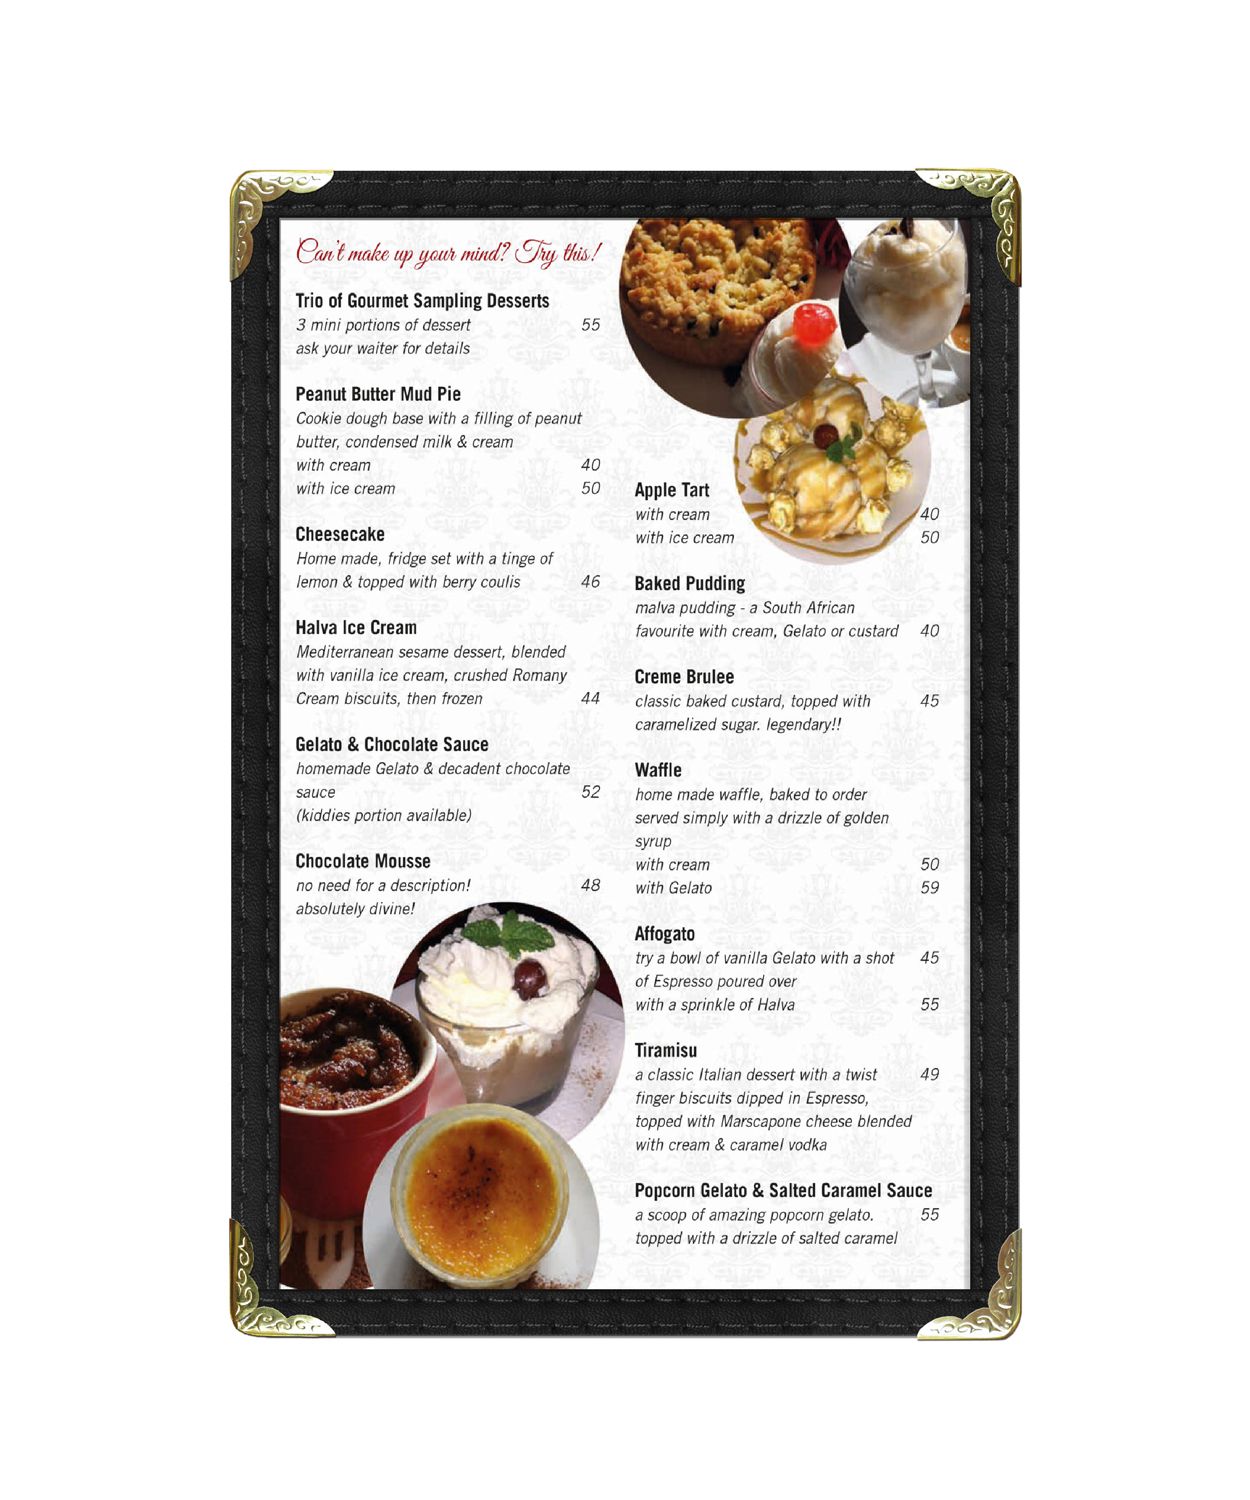 Can't make up your mind? Try this!
Trio of Gourmet Sampling Desserts
3 mini portions of dessert 55
ask your waiter for details
Peanut Butter Mud Pie
Cookie dough base with a filling of peanut
butter, condensed milk & cream
with cream 40
with ice cream 50
Cheesecake
Home made, fridge set with a tinge of
lemon & topped with berry coulis 46
Halva Ice Cream
Mediterranean sesame dessert, blended
with vanilla ice cream, crushed Romany
Cream biscuits, then frozen 44
Gelato & Chocolate Sauce
homemade Gelato & decadent chocolate
sauce 52
(kiddies portion available)
Chocolate Mousse
no need for a description! 48
absolutely divine!
Apple Tart
with cream 40
with ice cream 50
Baked Pudding
malva pudding - a South African
favourite with cream, Gelato or custard 40
Creme Brulee
classic baked custard, topped with 45
caramelized sugar. legendary!!
Waffle
home made waffle, baked to order
served simply with a drizzle of golden
syrup
with cream 50
with Gelato 59
Affogato
try a bowl of vanilla Gelato with a shot 45
of Espresso poured over
with a sprinkle of Halva 55
Tiramisu
a classic Italian dessert with a twist 49
finger biscuits dipped in Espresso,
topped with Marscapone cheese blended
with cream & caramel vodka
Popcorn Gelato & Salted Caramel Sauce
a scoop of amazing popcorn gelato. 55
topped with a drizzle of salted caramel